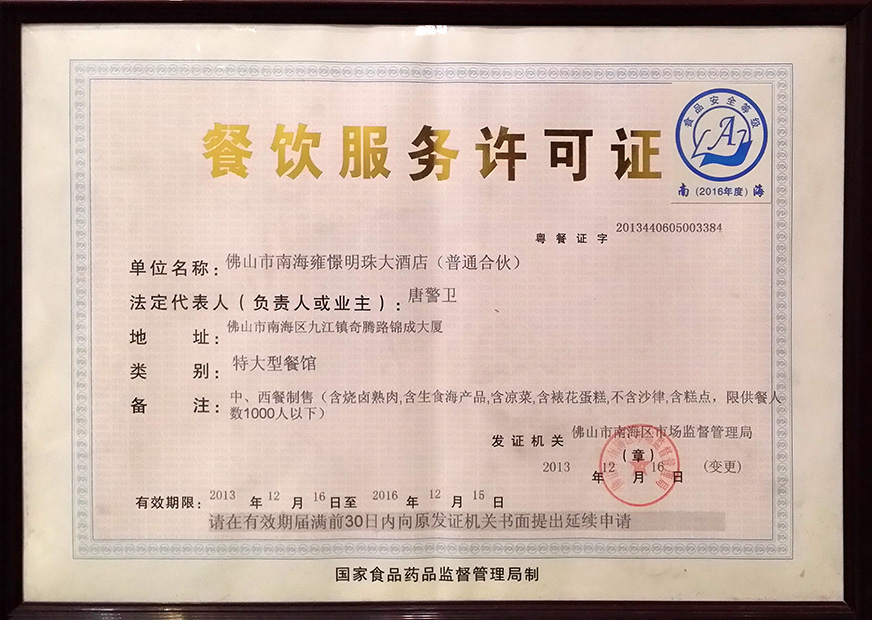 餐饮服务许可证
食品安全等级
A
南（2016年度）海
粤餐证字 2013440605003384
单位名称：佛山市南海雍憬明珠大酒店（普通合伙）
法定代表人（负责人或业主）：唐警卫
地 址：佛山市南海区九江镇奇腾路锦成大厦
类 别：特大型餐馆
备 注：中、西餐制售（含烧卤熟肉,含生食海产品,含凉菜,含裱花蛋糕,不含沙律,含糕点，限供餐人
数1000人以下）
发证机关 佛山市南海区市场监督管理局
（章）
2013 年 12 月 16 日 （变更）
有效期限：2013 年 12 月 16 日至 2016 年 12 月 15 日
请在有效期届满前30日内向原发证机关书面提出延续申请
国家食品药品监督管理局制